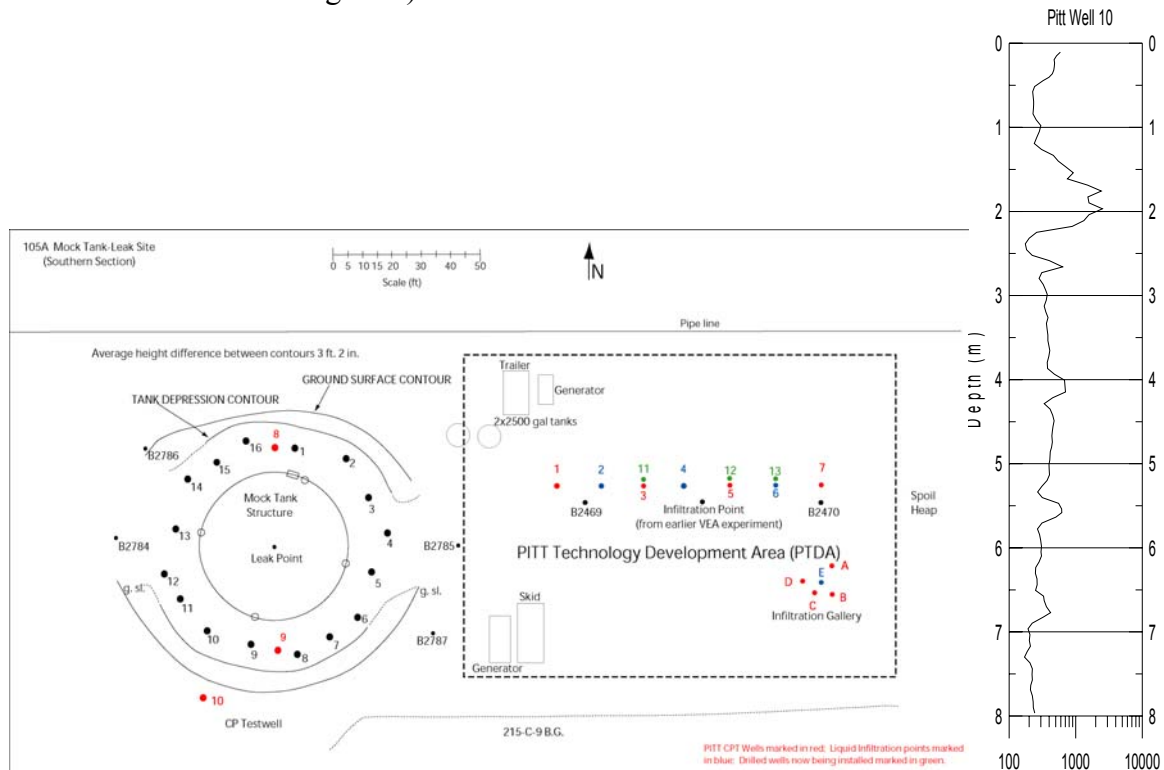 Pitt Well 10
0
1
2
3
4
5
6
7
8
Depth (m)
0
1
2
3
4
5
6
7
8
100 1000 10000
105A Mock Tank-Leak Site
(Southern Section)
0 5 10 15 20 30 40 50
Scale (ft)
N
Pipe line
Average height difference between contours 3 ft. 2 in.
GROUND SURFACE CONTOUR
TANK DEPRESSION CONTOUR
Trailer
Generator
2x2500 gal tanks
B2786
16
8
1
2
15
14
3
Mock Tank
Structure
13
4
B2784
Leak Point
B2785
12
5
g. sl.
g. sl.
11
6
10
9
9
8
7
B2787
10
CP Testwell
1
2
11
3
4
12
5
13
6
7
B2469
Infiltration Point
(from earlier VEA experiment)
B2470
Spoil
Heap
PITT Technology Development Area (PTDA)
A
D
E
C
B
Infiltration Gallery
Skid
Generator
215-C-9 B.G.
PITT CPT Wells marked in red; Liquid Infiltration points marked
in blue; Drilled wells now being installed marked in green.